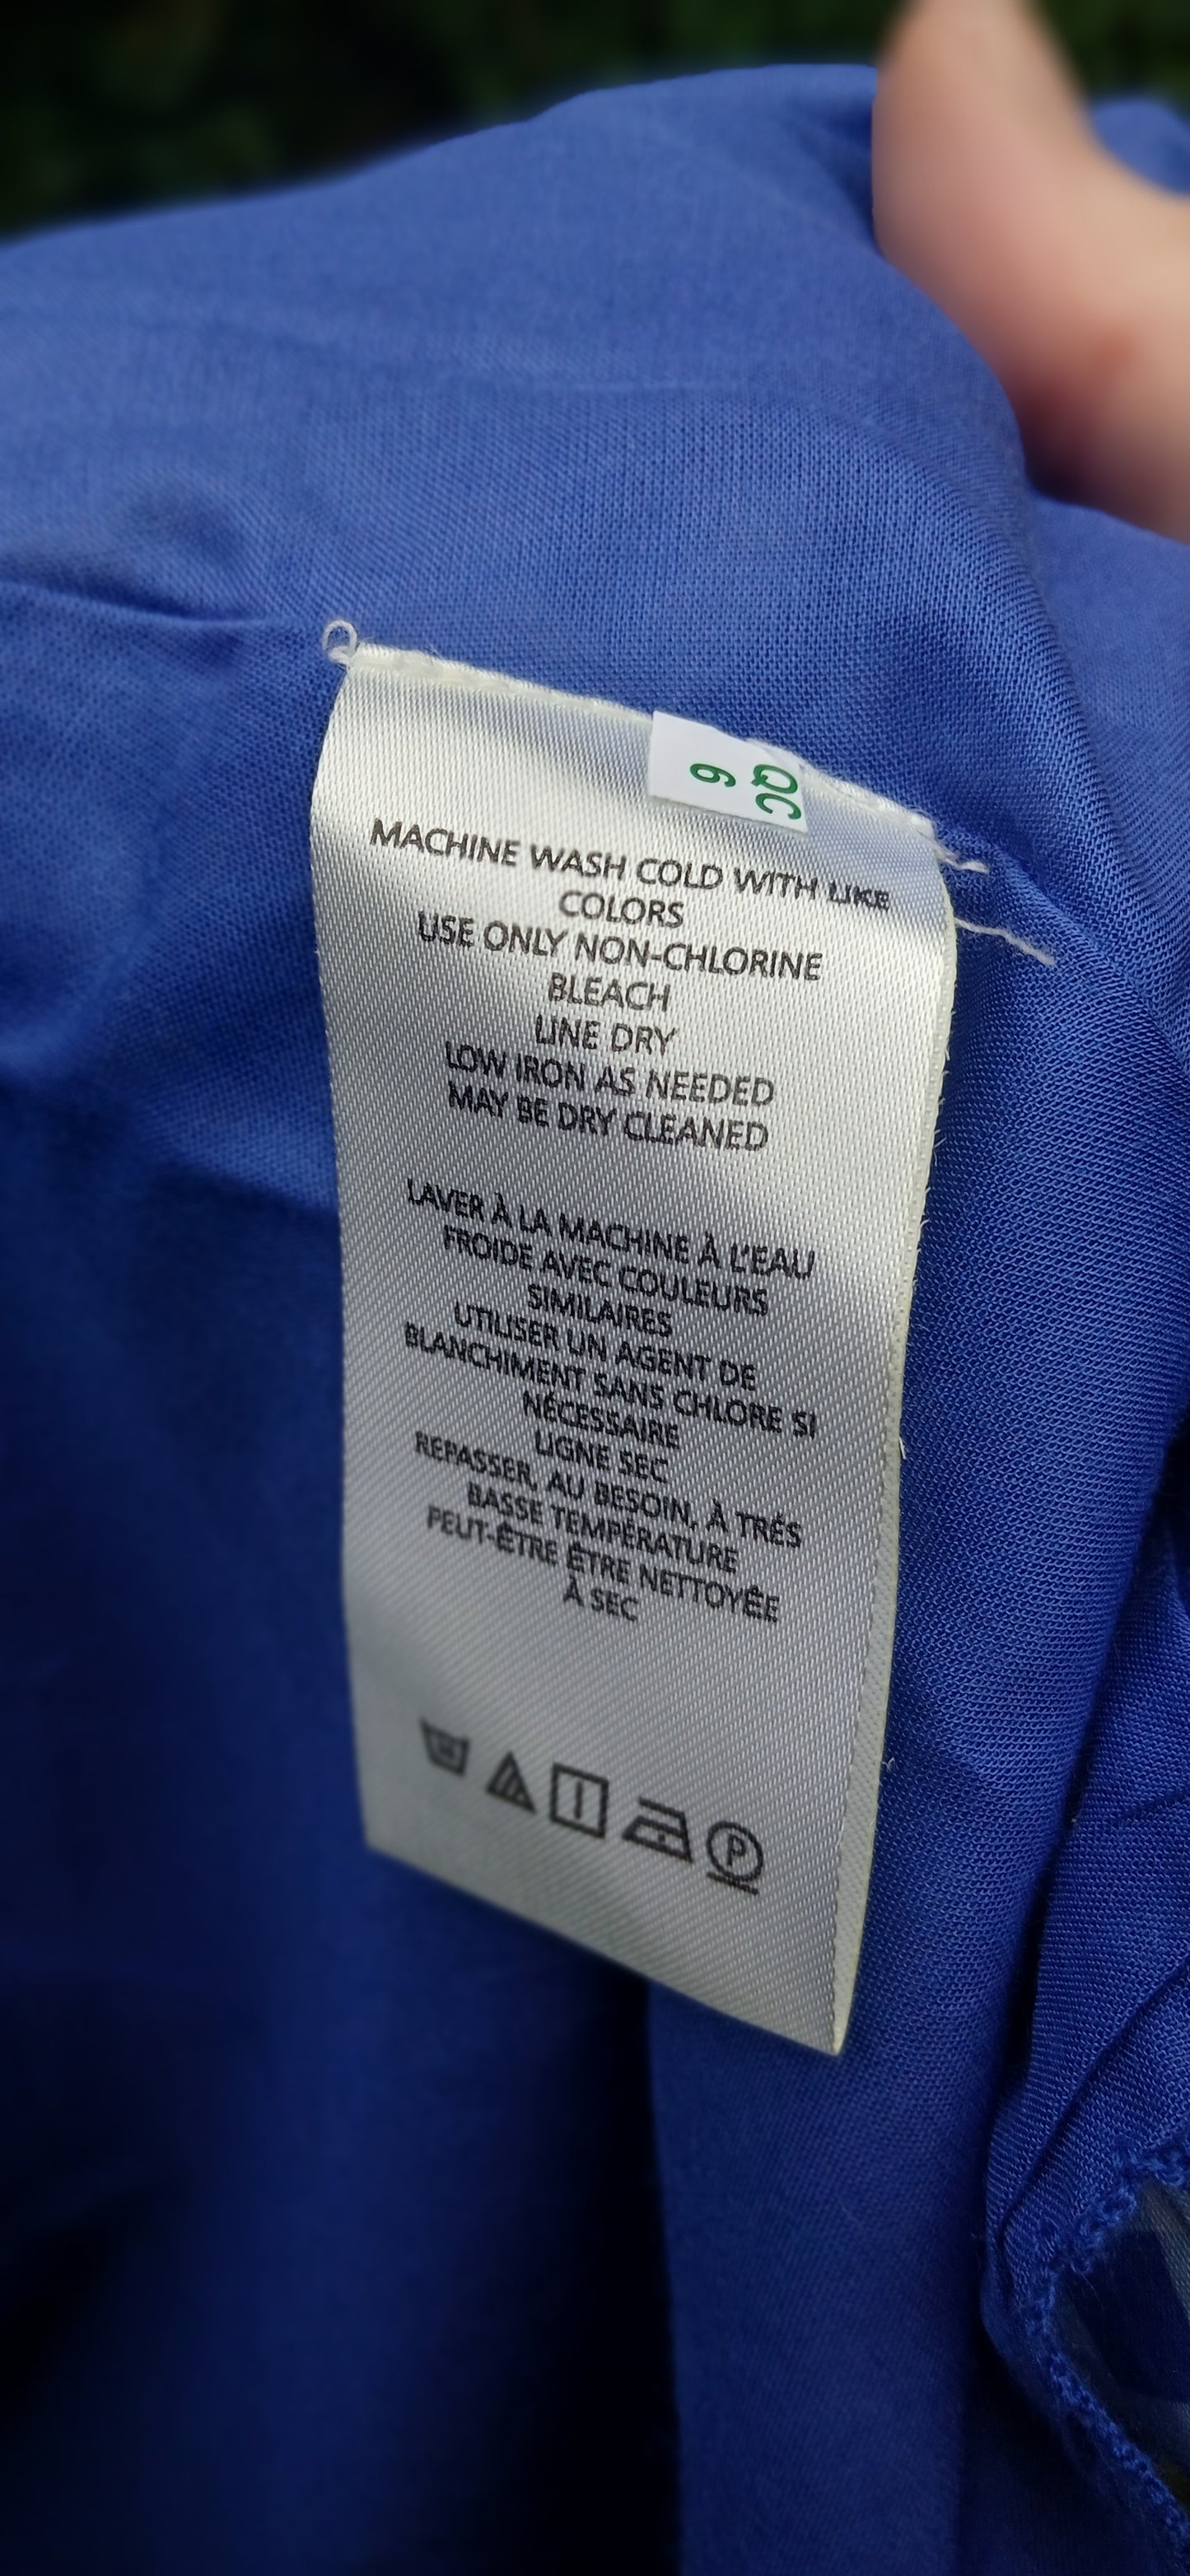 QC
6
MACHINE WASH COLD WITH LIKE
COLORS
USE ONLY NON-CHLORINE
BLEACH
LINE DRY
LOW IRON AS NEEDED
MAY BE DRY CLEANED
LAVER À LA MACHINE À L'EAU
FROIDE AVEC COULEURS
SIMILAIRES
UTILISER UN AGENT DE
BLANCHIMENT SANS CHLORE SI
NÉCESSAIRE
LIGNE SEC
REPASSER, AU BESOIN, À TRÉS
BASSE TEMPÉRATURE
PEUT-ÊTRE ÊTRE NETTOYÉE
À SEC
P